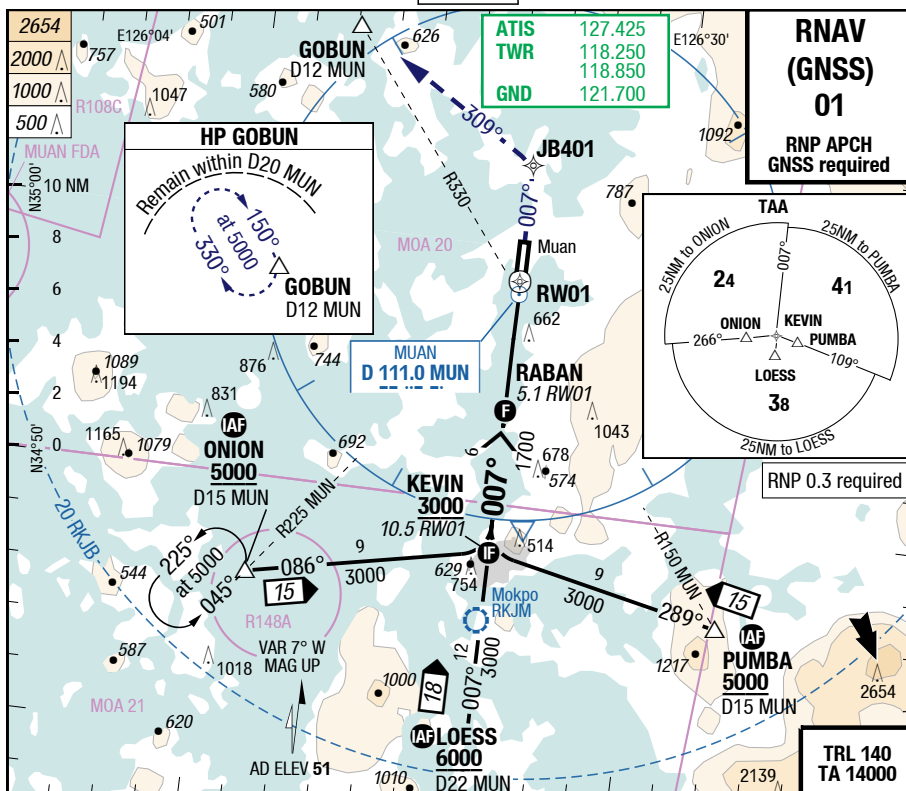 2654
2000
1000
500
E126°04'
501
757
1047
R108C
MUAN FDA
N35°00'
10 NM
8
6
4
2
0
N34°50'
GOBUN
D12 MUN
626
580
ATIS 127.425
TWR 118.250
118.850
GND 121.700
E126°30'
1092
RNAV
(GNSS)
01
RNP APCH
GNSS required
HP GOBUN
Remain within D20 MUN
150°
at 5000
330°
GOBUN
D12 MUN
R330
309°
JB401
007°
787
MOA 20
Muan
RW01
662
MUAN
D 111.0 MUN
TAA
25NM to ONION
25NM to PUMBA
007°
24
41
ONION
KEVIN
PUMBA
266°
109°
LOESS
38
25NM to LOESS
RNP 0.3 required
1089
1194
876
744
831
1165
1079
692
RABAN
5.1 RW01
F
6
1700
1043
678
574
IAF
ONION
5000
D15 MUN
R225 MUN
KEVIN
3000
10.5 RW01
007°
IF
514
629
754
20 RKJB
225°
at 5000
045°
086°
9
3000
15
R148A
544
587
1018
VAR 7° W
MAG UP
Mokpo
RKJM
9
3000
289°
R150 MUN
15
IAF
PUMBA
5000
D15 MUN
1217
2654
MOA 21
620
1000
12
3000
007°
18
IAF
LOESS
6000
D22 MUN
AD ELEV 51
1010
2139
TRL 140
TA 14000